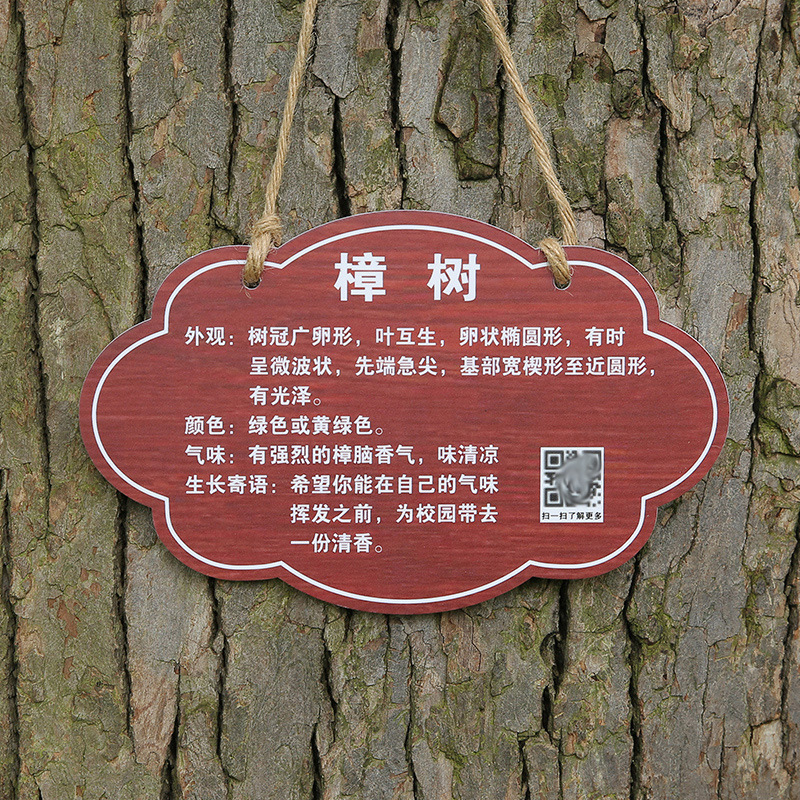 樟 树
外观：树冠广卵形，叶互生，卵状椭圆形，有时
呈微波状，先端急尖，基部宽楔形至近圆形，
有光泽。
颜色：绿色或黄绿色。
气味：有强烈的樟脑香气，味清凉
生长寄语：希望你能在自己的气味
挥发之前，为校园带去
一份清香。
扫一扫了解更多